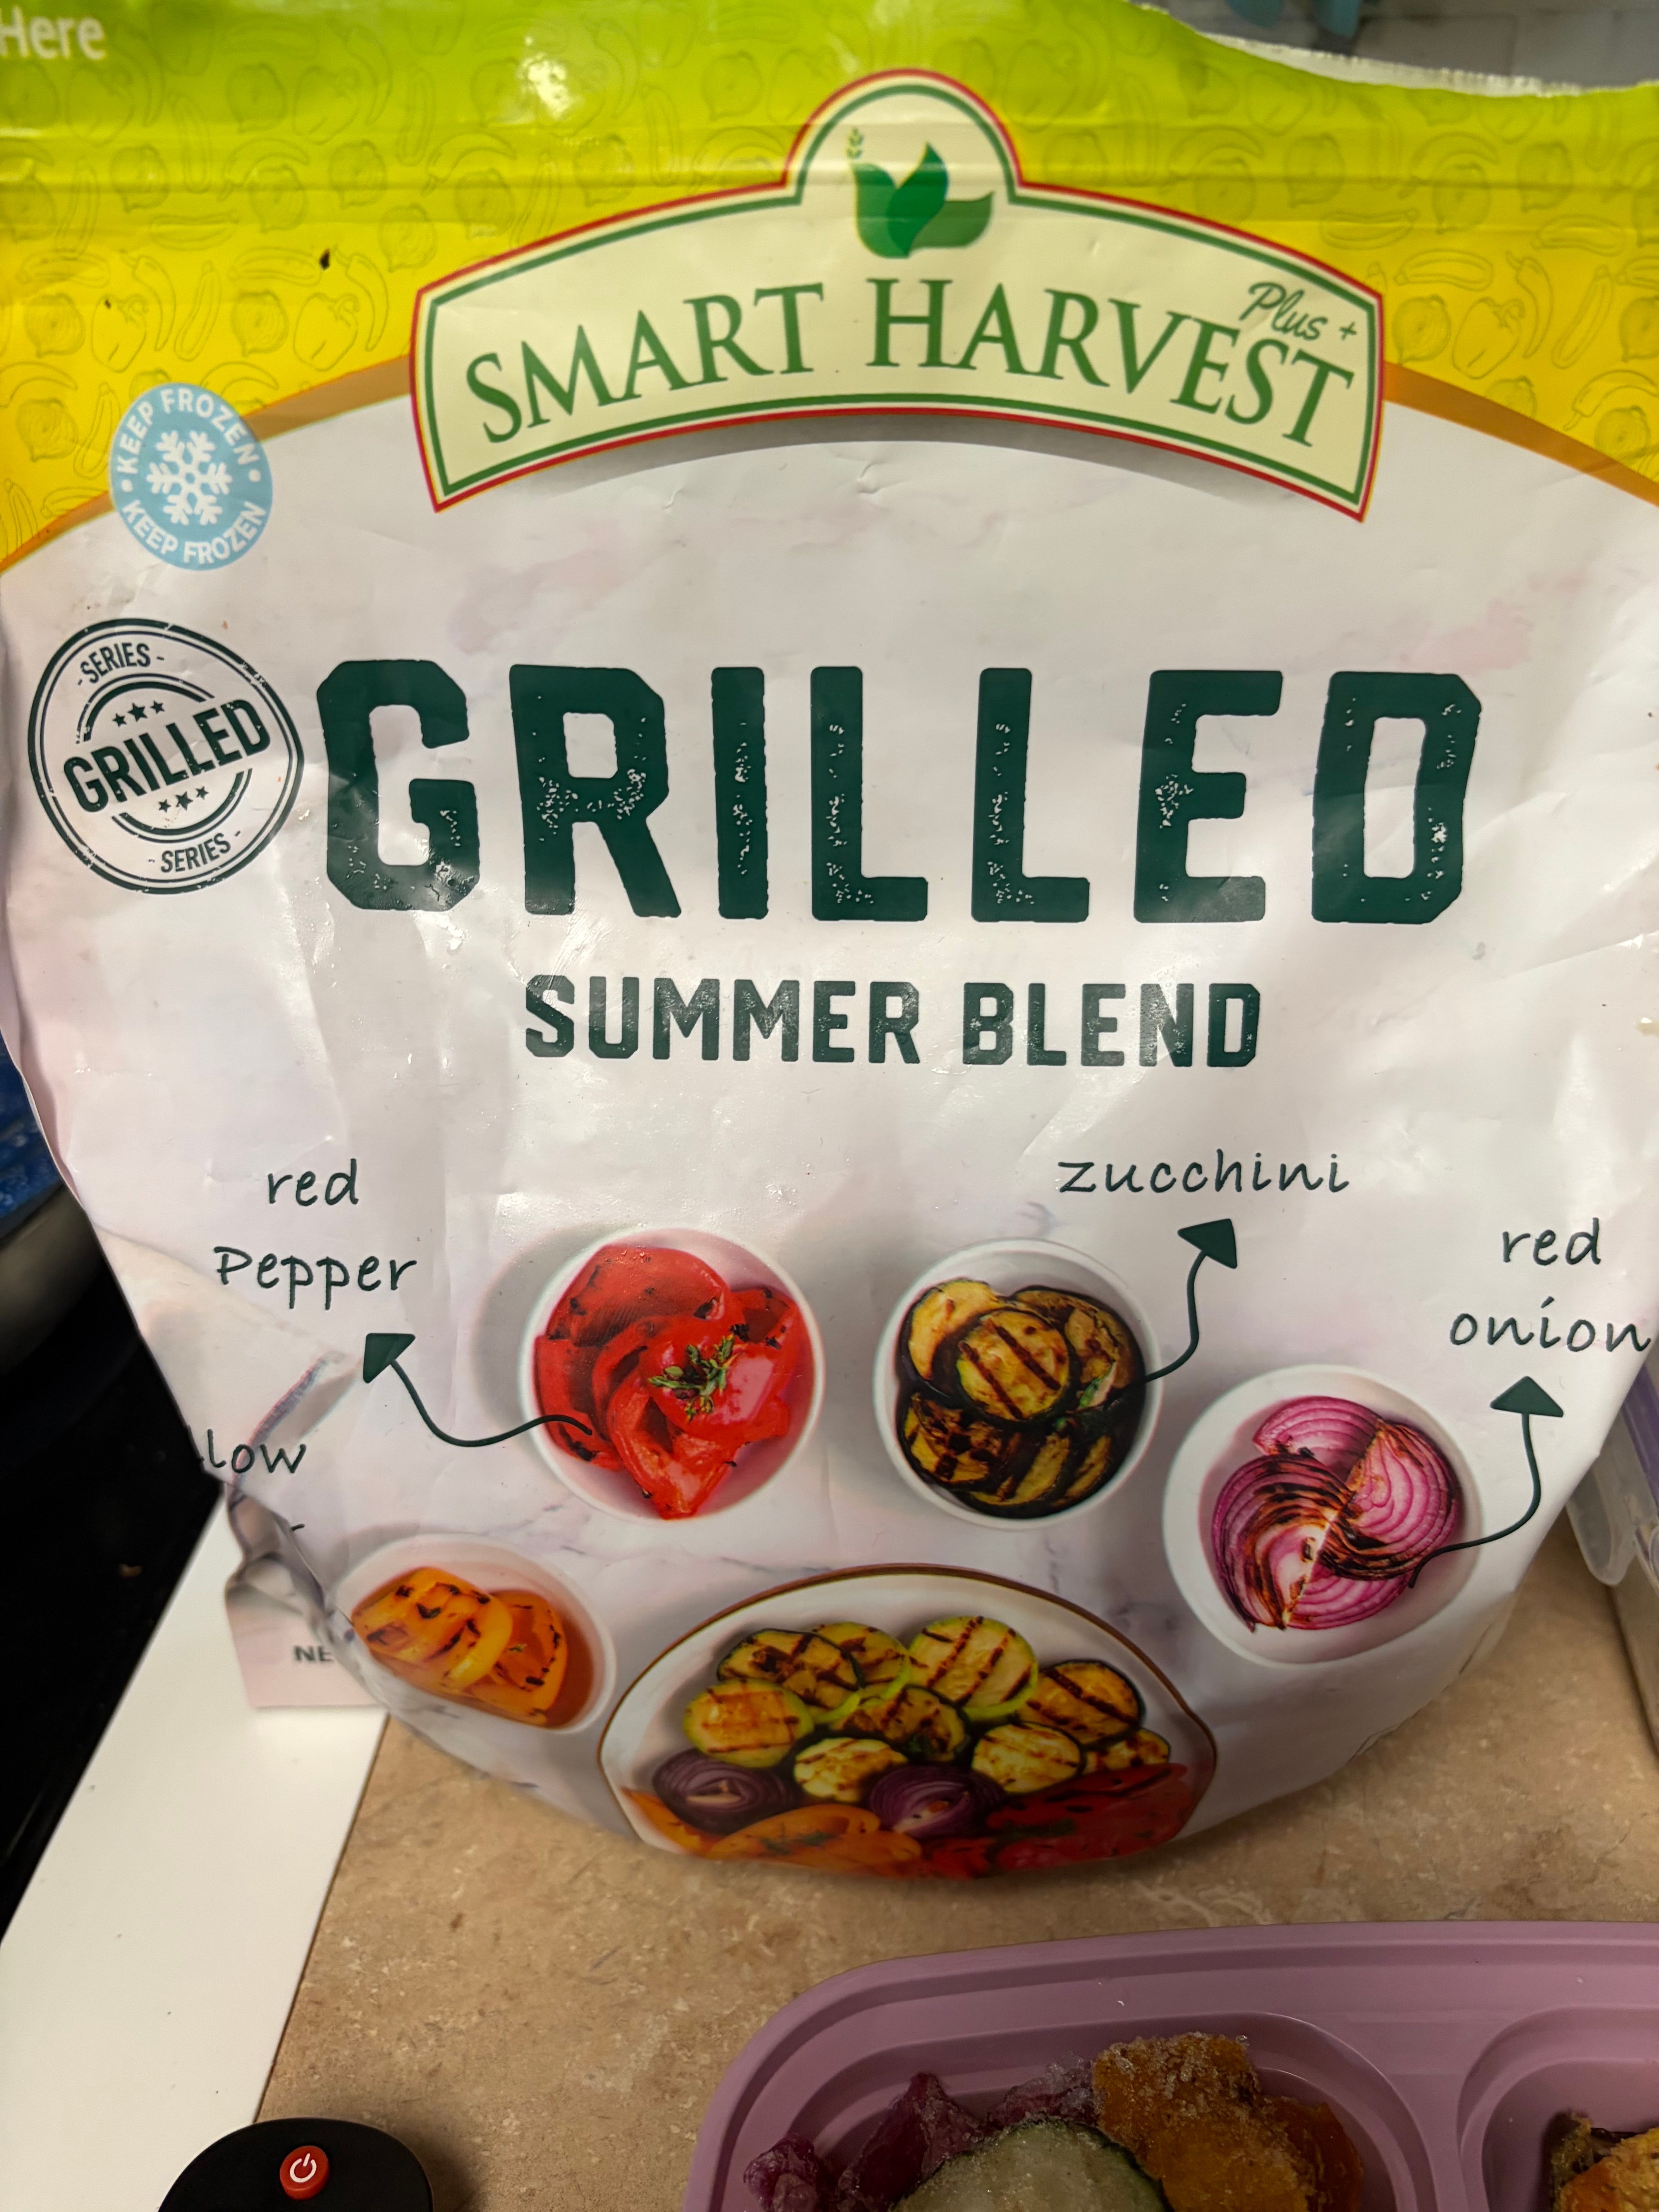 Here
Plus +
SMART HARVEST
KEEP FROZEN
KEEP FROZEN
- SERIES -
GRILLED
- SERIES -
GRILLED
SUMMER BLEND
red
Pepper
zucchini
red
onion
llow
NE